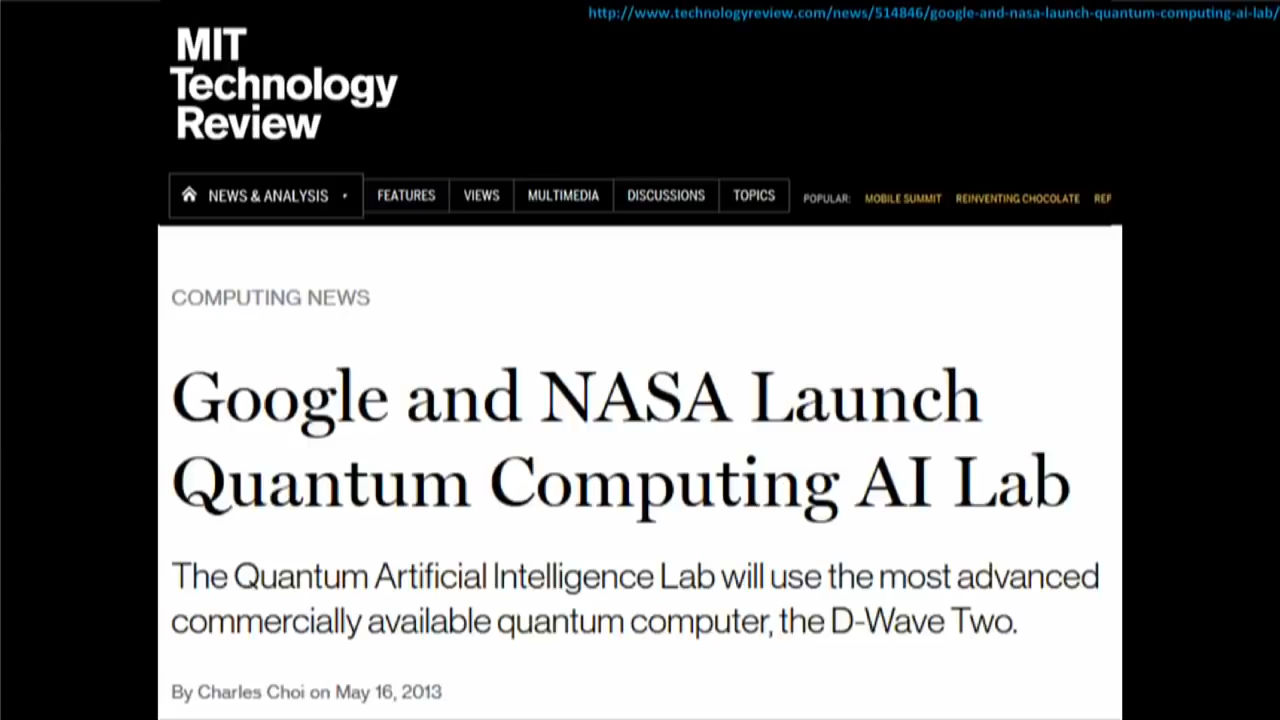 http://www.technologyreview.com/news/514846/google-and-nasa-launch-quantum-computing-ai-lab/
MIT
Technology
Review
NEWS & ANALYSIS FEATURES VIEWS MULTIMEDIA DISCUSSIONS TOPICS POPULAR: MOBILE SUMMIT REINVENTING CHOCOLATE REP
COMPUTING NEWS
Google and NASA Launch
Quantum Computing AI Lab
The Quantum Artificial Intelligence Lab will use the most advanced
commercially available quantum computer, the D-Wave Two.
By Charles Choi on May 16, 2013